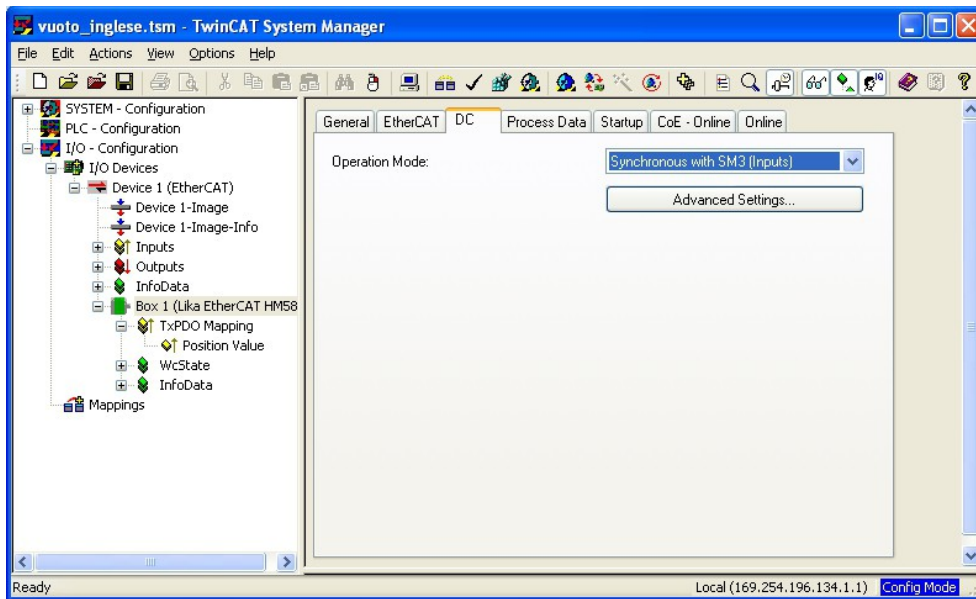 vuoto_inglese.tsm - TwinCAT System Manager
File Edit Actions View Options Help
SYSTEM - Configuration
PLC - Configuration
I/O - Configuration
I/O Devices
Device 1 (EtherCAT)
Device 1-Image
Device 1-Image-Info
Inputs
Outputs
InfoData
Box 1 (Lika EtherCAT HM58
TxPDO Mapping
Position Value
WcState
InfoData
Mappings
General EtherCAT DC Process Data Startup CoE - Online Online
Operation Mode: Synchronous with SM3 (Inputs)
Advanced Settings...
Ready Local (169.254.196.134.1.1) Config Mode